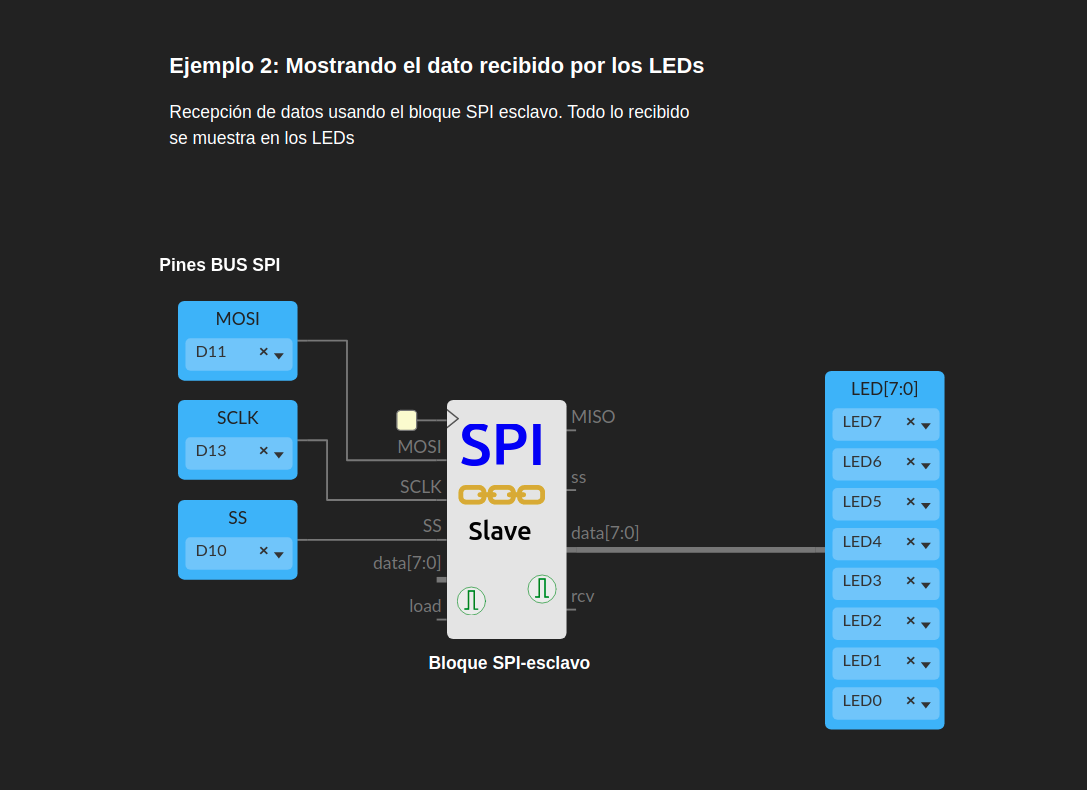 Ejemplo 2: Mostrando el dato recibido por los LEDs
Recepción de datos usando el bloque SPI esclavo. Todo lo recibido
se muestra en los LEDs
Pines BUS SPI
MOSI
D11
SCLK
D13
SS
D10
MOSI
SCLK
SS
data[7:0]
load
SPI
Slave
MISO
ss
data[7:0]
rcv
Bloque SPI-esclavo
LED[7:0]
LED7
LED6
LED5
LED4
LED3
LED2
LED1
LED0